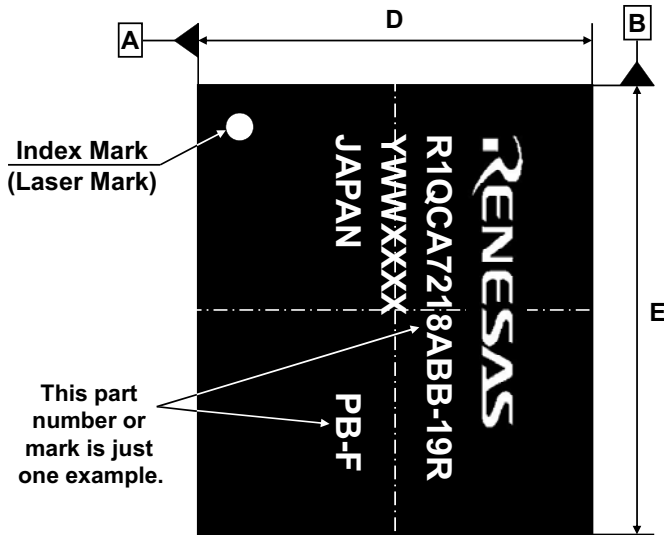 A
D
B
Index Mark
(Laser Mark)
RENESAS
R1QCA7218ABB-19R
YWWXXXX
JAPAN
PB-F
E
This part
number or
mark is just
one example.